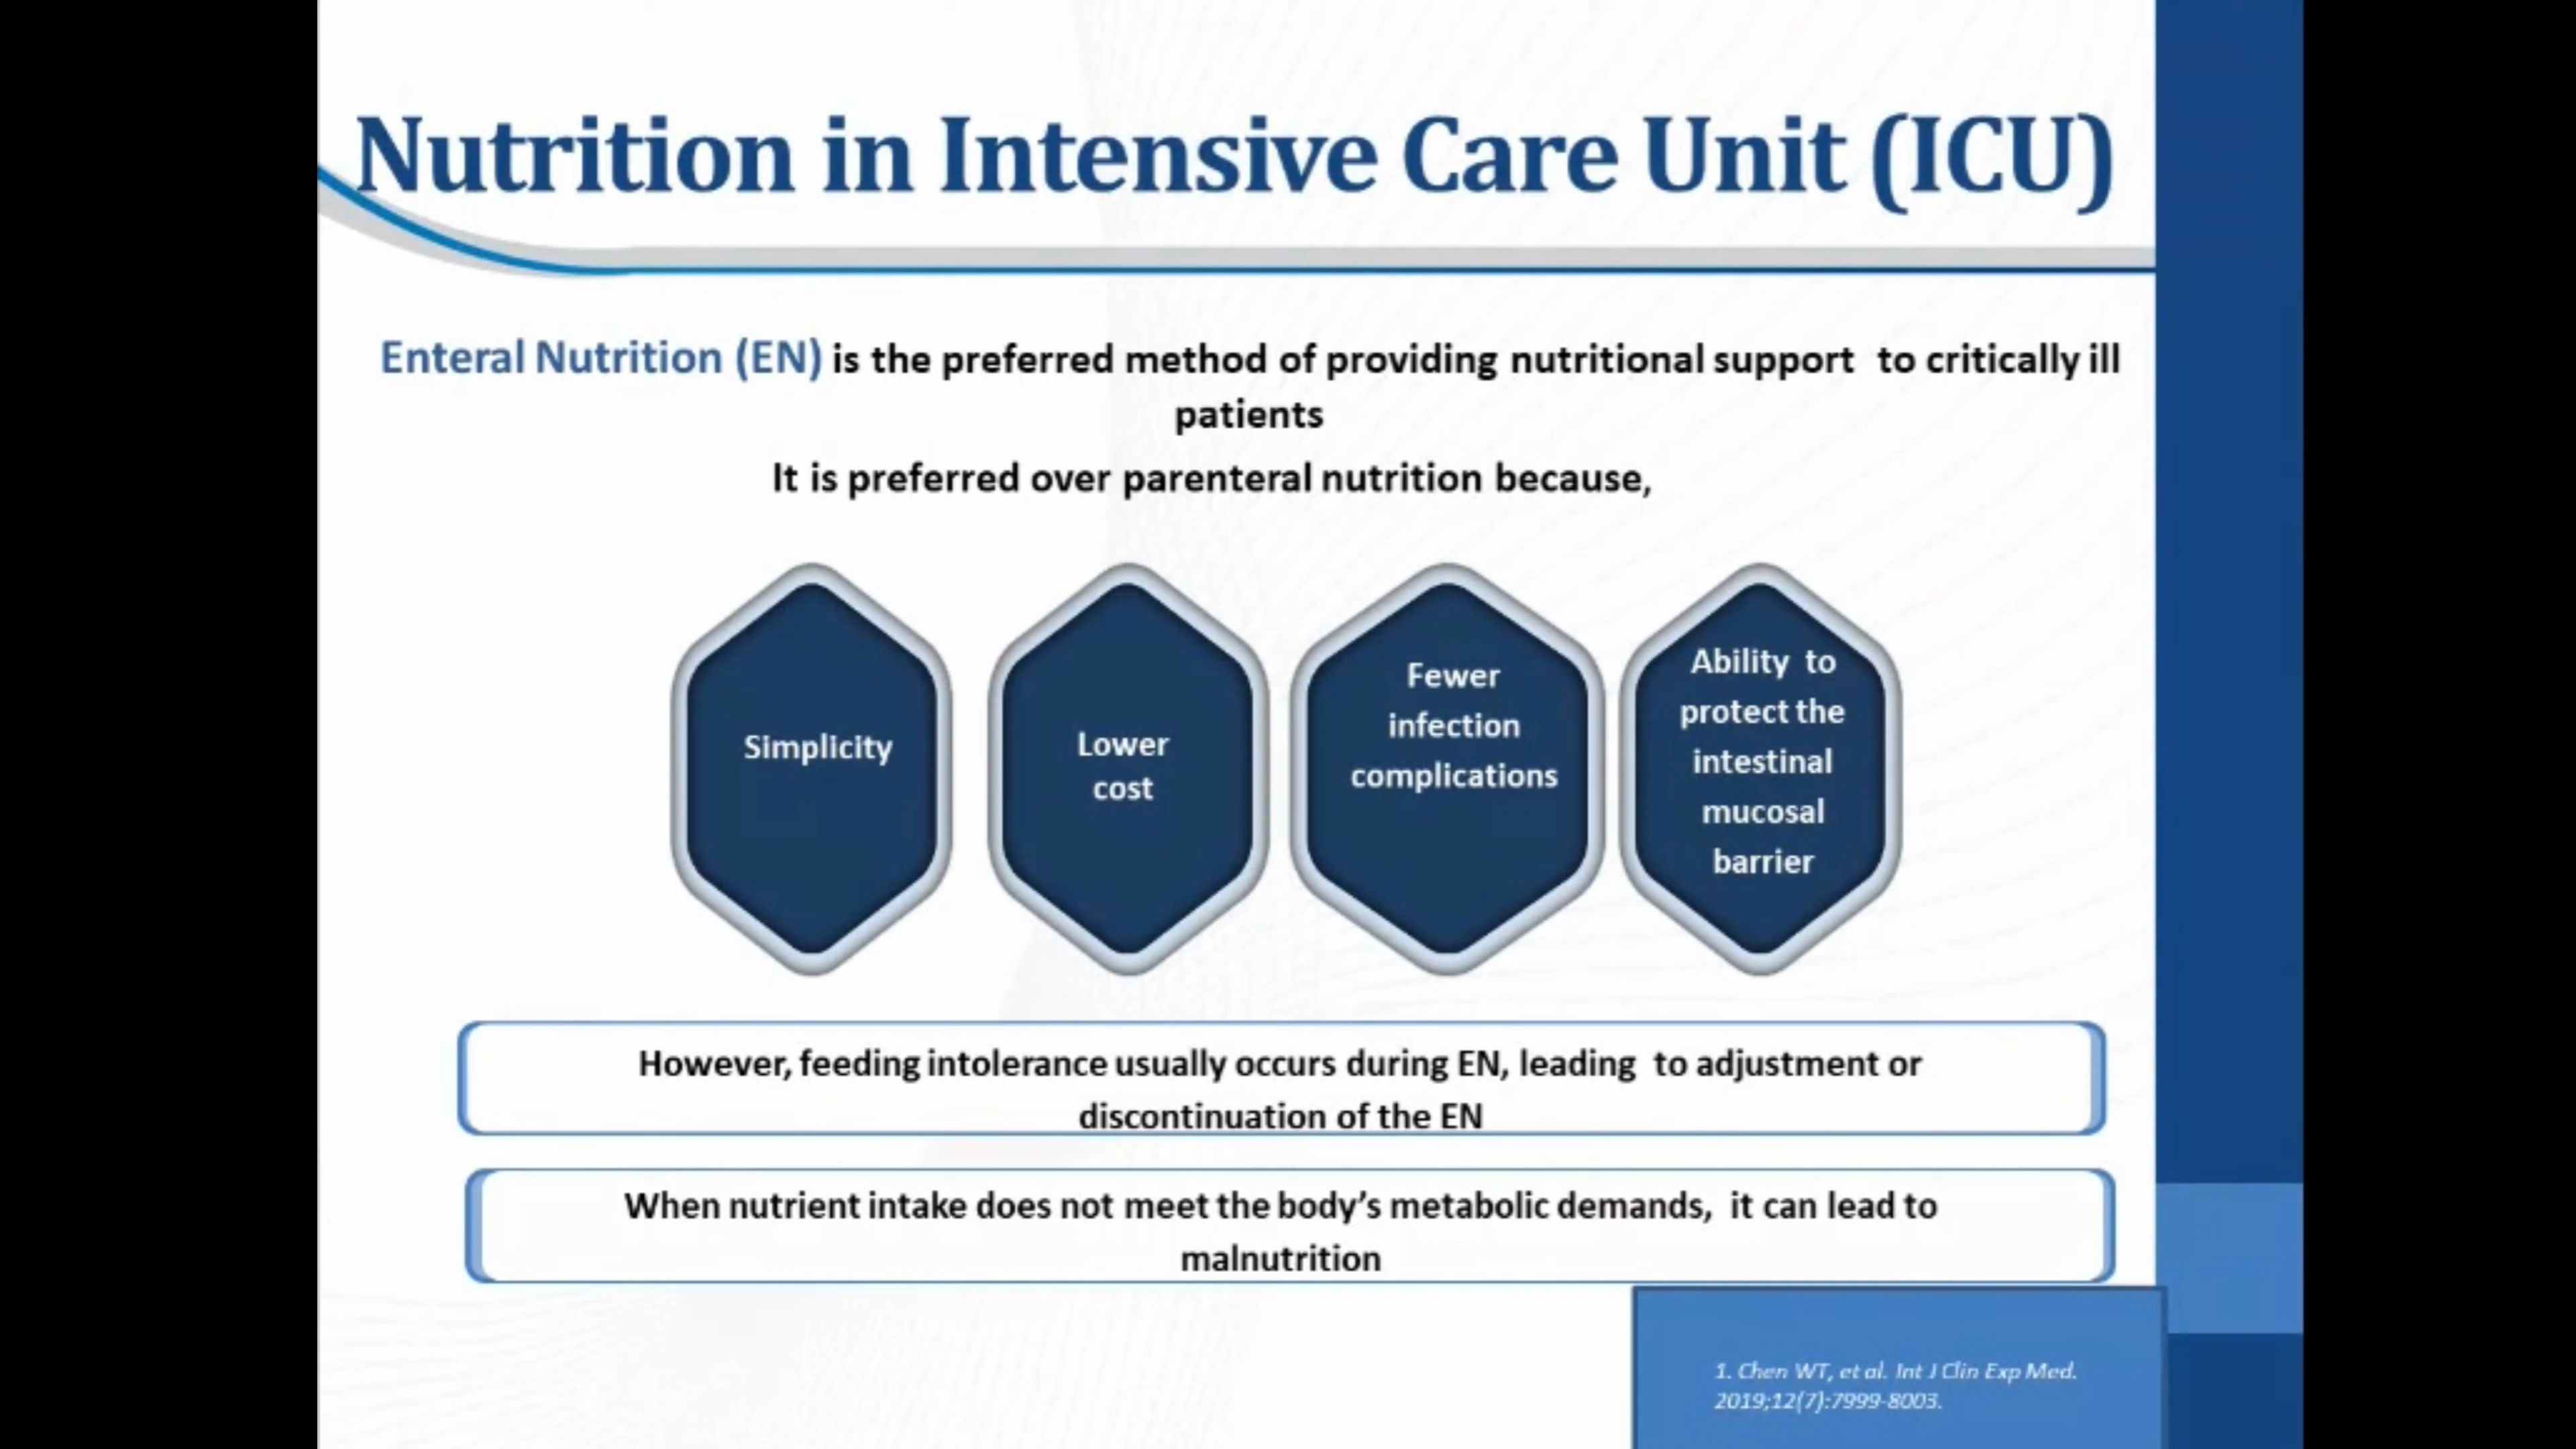 Nutrition in Intensive Care Unit (ICU)
Enteral Nutrition (EN) is the preferred method of providing nutritional support to critically ill
patients
It is preferred over parenteral nutrition because,
Simplicity
Lower
cost
Fewer
infection
complications
Ability to
protect the
intestinal
mucosal
barrier
However, feeding intolerance usually occurs during EN, leading to adjustment or
discontinuation of the EN
When nutrient intake does not meet the body’s metabolic demands, it can lead to
malnutrition
1. Chen WT, et al. Int J Clin Exp Med.
2019;12(7):7999-8003.